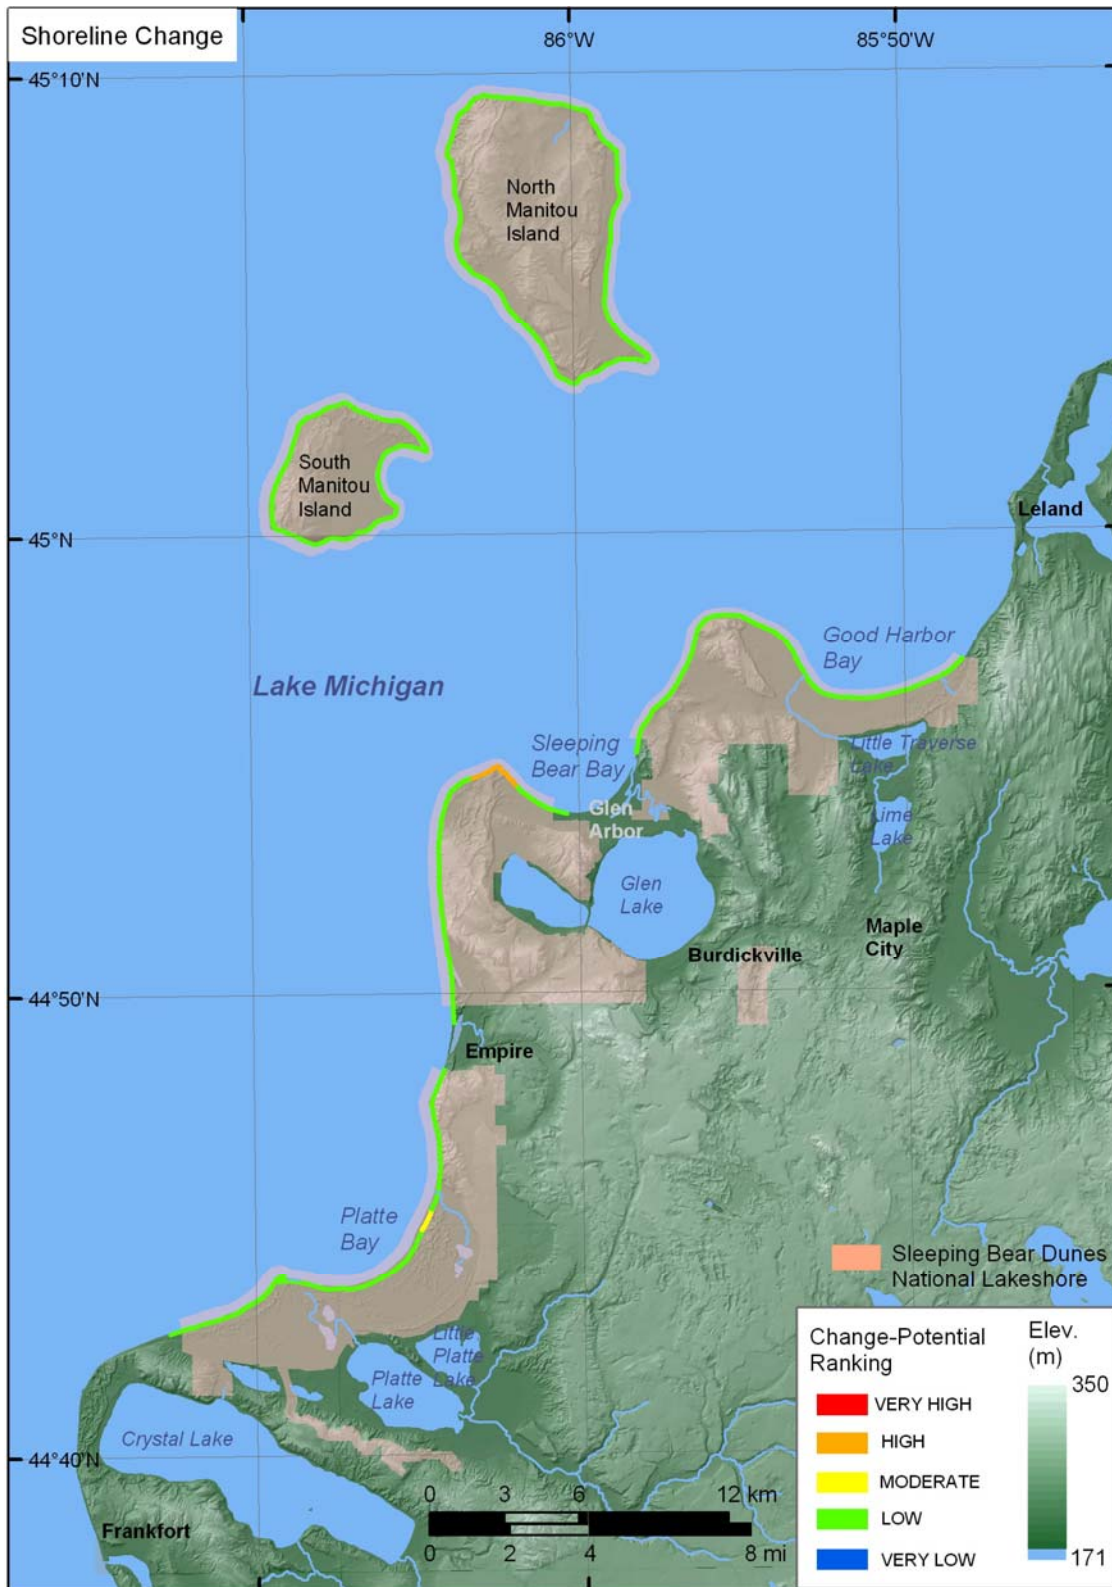 Shoreline Change
86°W
85°50'W
45°10'N
North
Manitou
Island
South
Manitou
Island
45°N
Leland
Good Harbor
Bay
Lake Michigan
Sleeping
Bear Bay
Little Traverse
Lake
Glen
Arbor
Lime
Lake
Glen
Lake
Maple
City
Burdickville
44°50'N
Empire
Platte
Bay
Sleeping Bear Dunes
National Lakeshore
Little
Platte
Lake
Platte
Lake
Crystal Lake
44°40'N
Frankfort
0 3 6 12 km
0 2 4 8 mi
Change-Potential
Ranking
VERY HIGH
HIGH
MODERATE
LOW
VERY LOW
Elev.
(m)
350
171